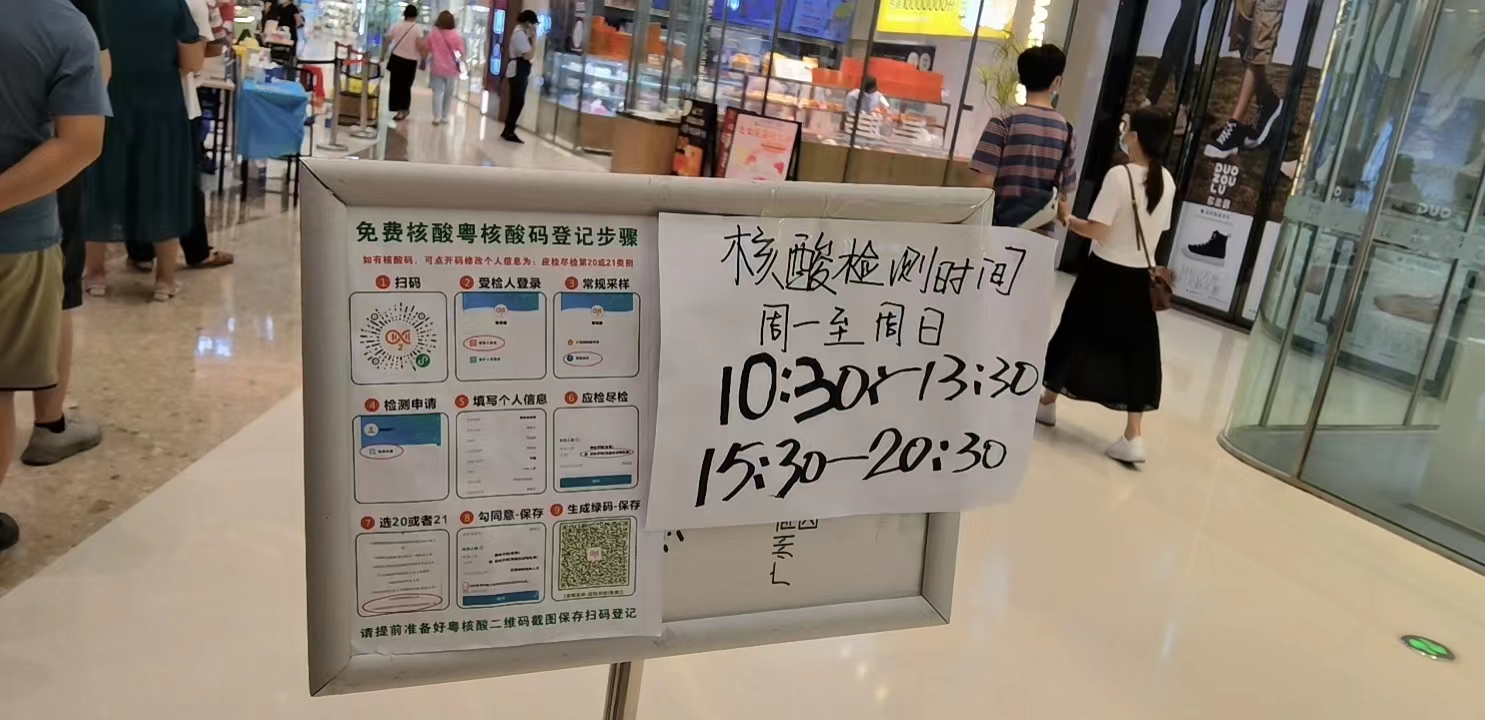 免费核酸粤核酸码登记步骤
如有核酸码，可点开码修改个人信息为：应检尽检第20或21类别
1 扫码
2 受检人登录
3 常规采样
4 检测申请
5 填写个人信息
6 应检尽检
7 选20或者21
8 勾同意-保存
9 生成绿码-保存
请提前准备好粤核酸二维码截图保存扫码登记
核酸检测时间
周一至周日
10:30-13:30
15:30-20:30
DUO
ZOU
LU
DUO